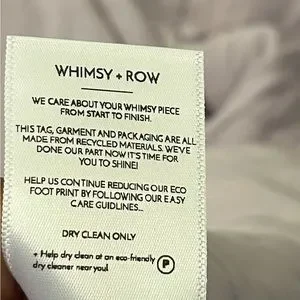 WHIMSY + ROW
WE CARE ABOUT YOUR WHIMSY PIECE
FROM START TO FINISH.
THIS TAG, GARMENT AND PACKAGING ARE ALL
MADE FROM RECYCLED MATERIALS. WE'VE
DONE OUR PART NOW IT'S TIME FOR
YOU TO SHINE!
HELP US CONTINUE REDUCING OUR ECO
FOOT PRINT BY FOLLOWING OUR EASY
CARE GUIDLINES...
DRY CLEAN ONLY
+ Help dry clean at an eco-friendly
dry cleaner near you!
P